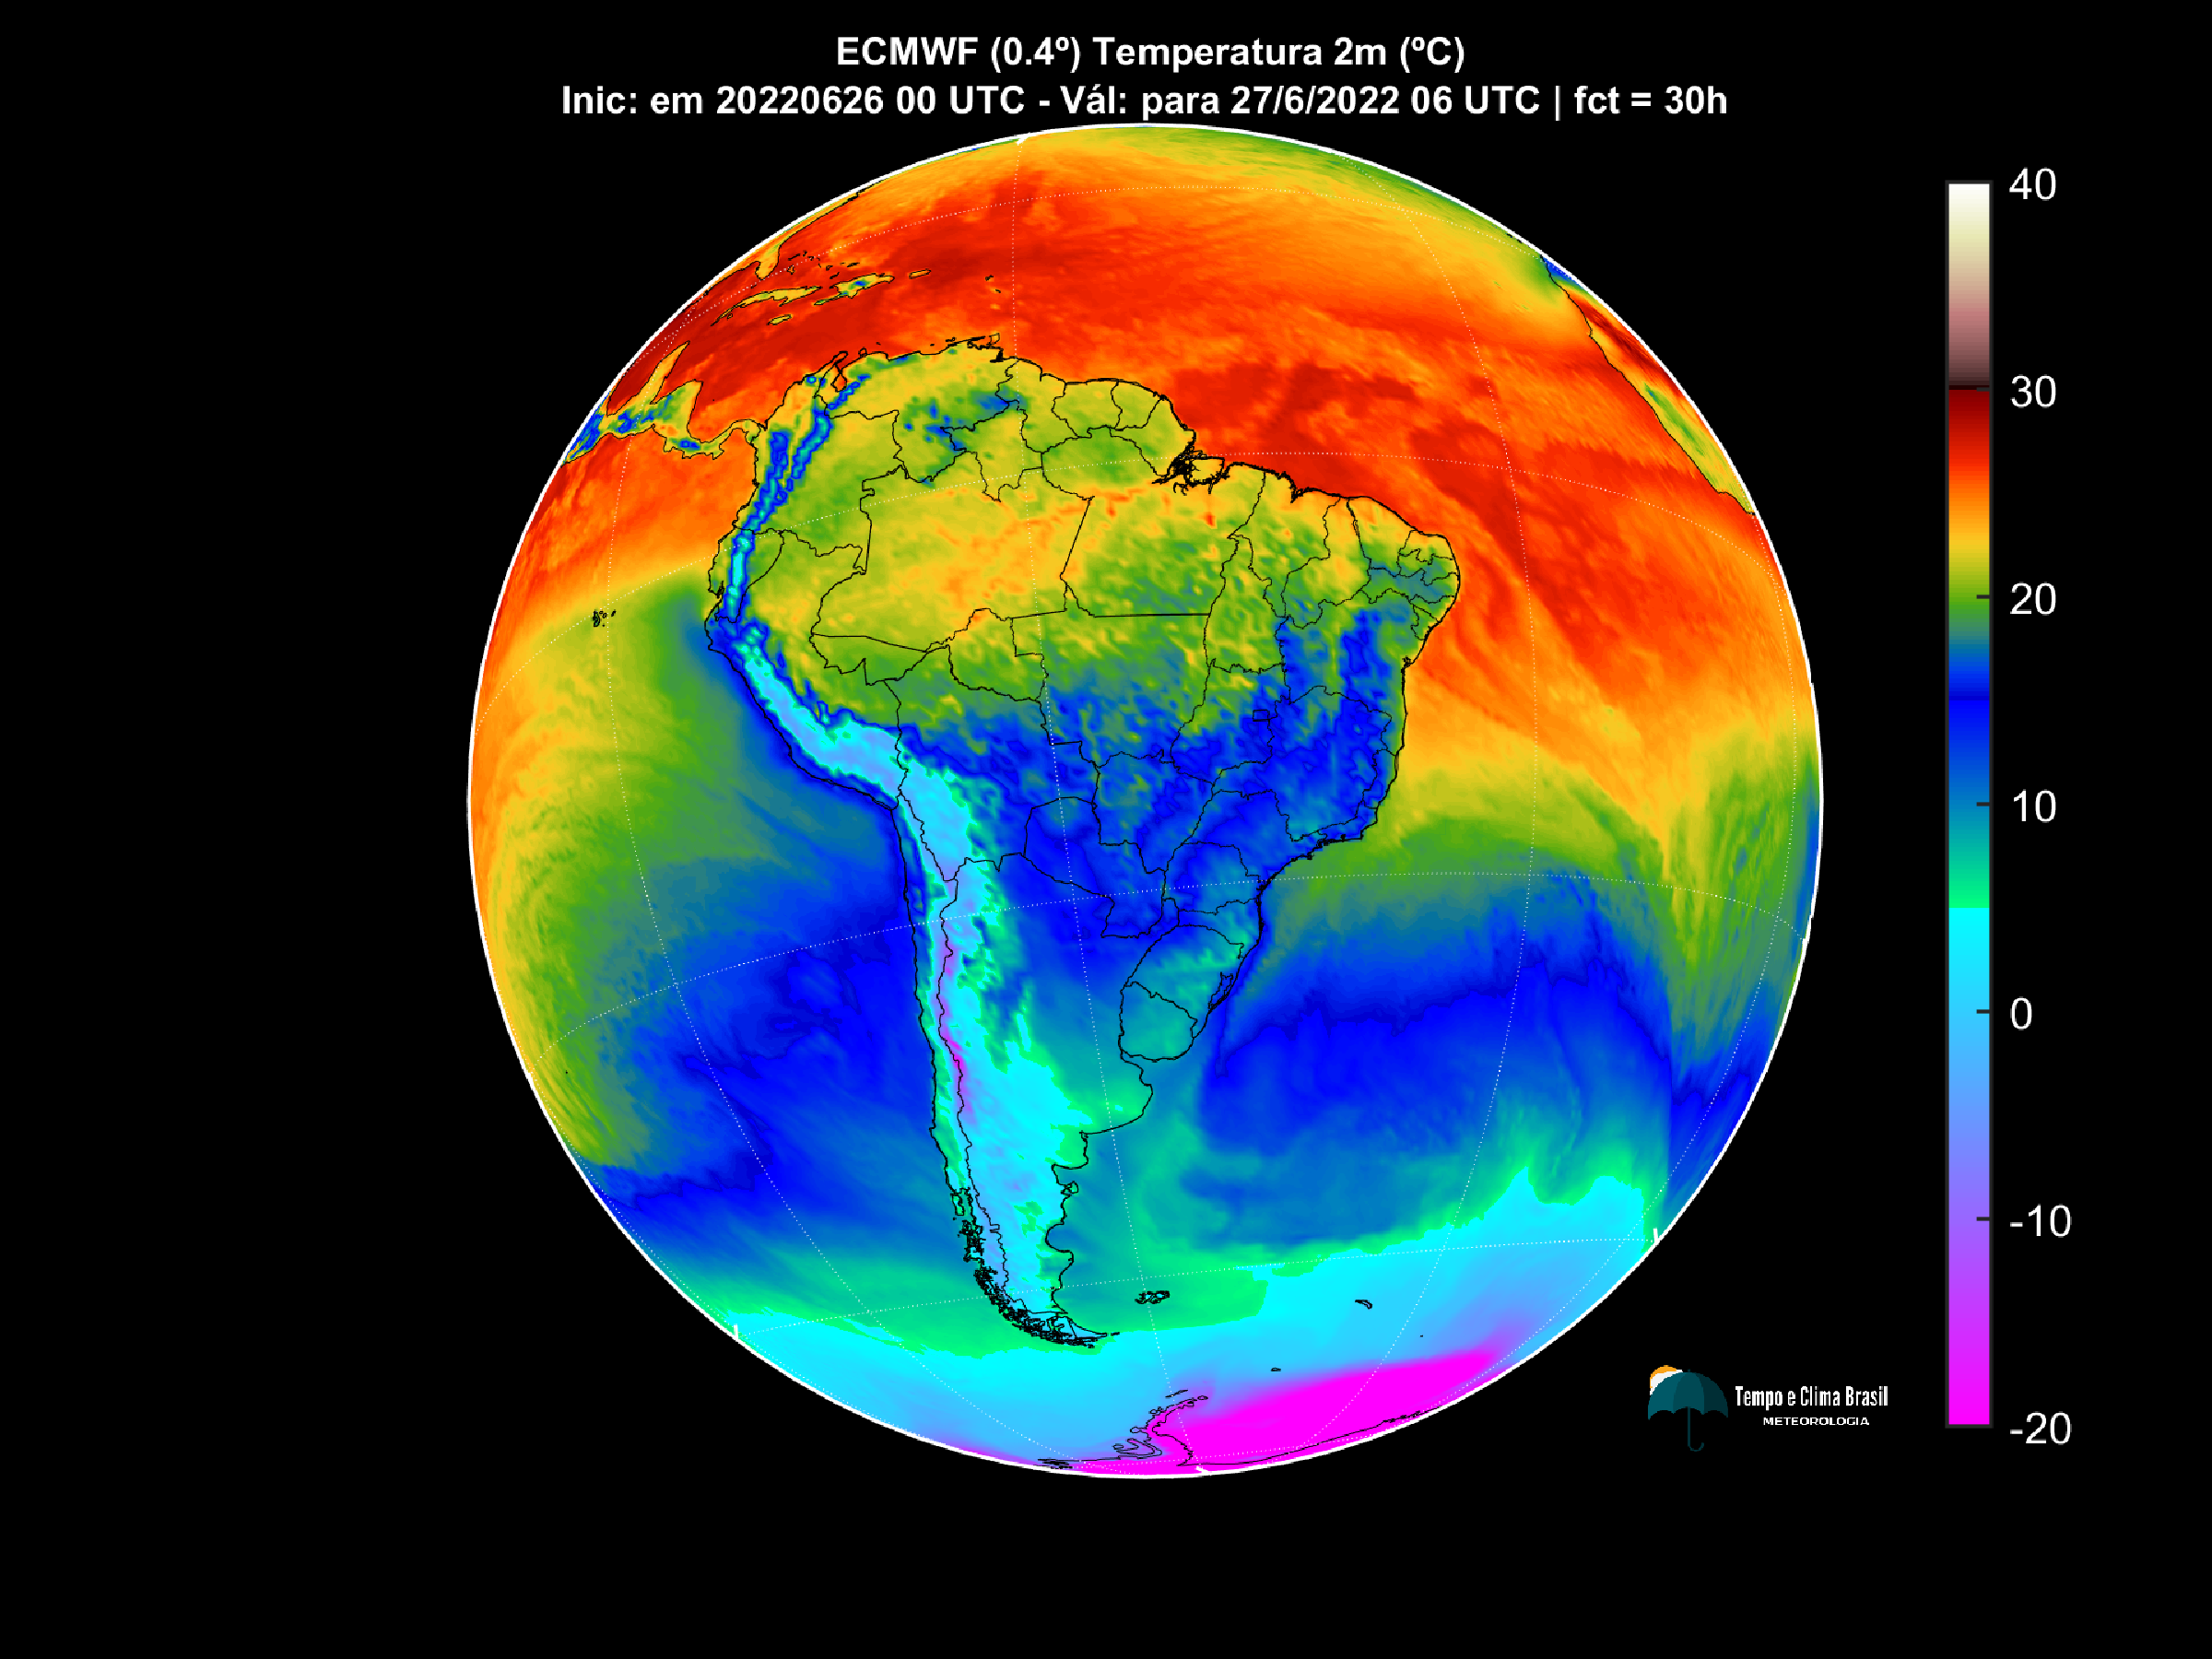 ECMWF (0.4º) Temperatura 2m (ºC)
Inic: em 20220626 00 UTC - Vál: para 27/6/2022 06 UTC | fct = 30h
40
30
20
10
0
-10
-20
Tempo e Clima Brasil
METEOROLOGIA